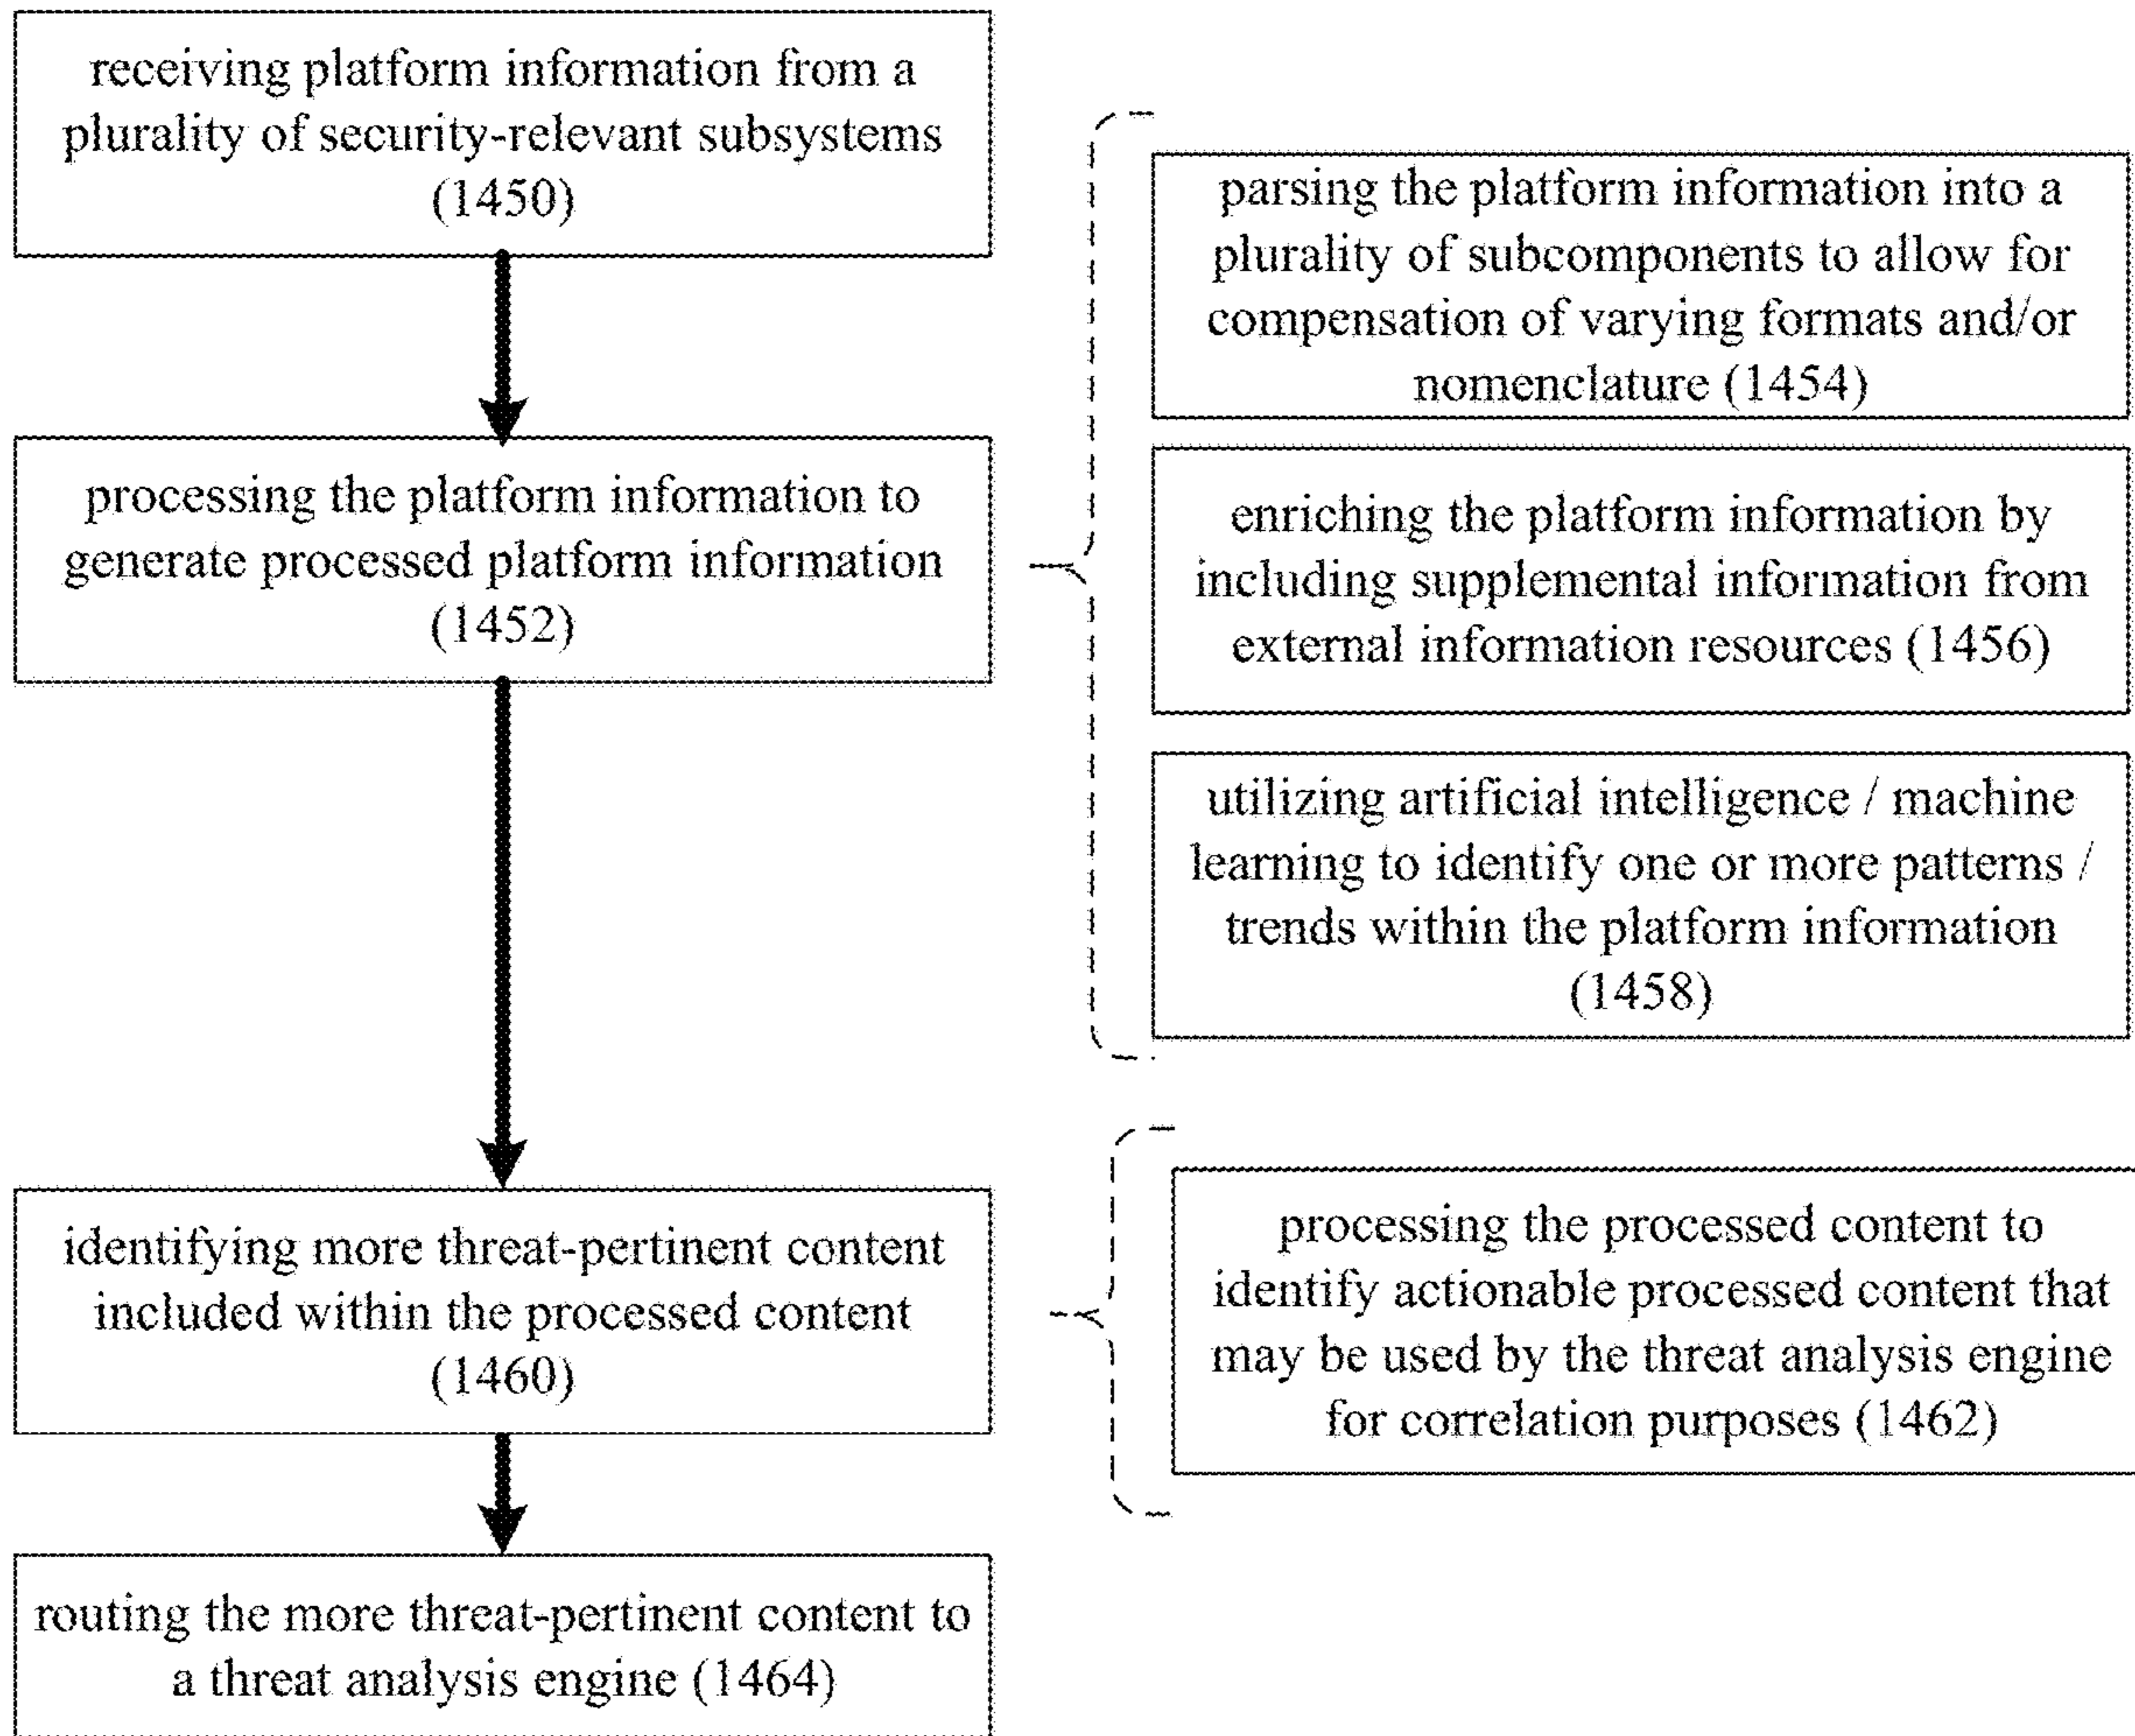 receiving platform information from a
plurality of security-relevant subsystems
(1450)
processing the platform information to
generate processed platform information
(1452)
parsing the platform information into a
plurality of subcomponents to allow for
compensation of varying formats and/or
nomenclature (1454)
enriching the platform information by
including supplemental information from
external information resources (1456)
utilizing artificial intelligence / machine
learning to identify one or more patterns /
trends within the platform information
(1458)
identifying more threat-pertinent content
included within the processed content
(1460)
processing the processed content to
identify actionable processed content that
may be used by the threat analysis engine
for correlation purposes (1462)
routing the more threat-pertinent content to
a threat analysis engine (1464)